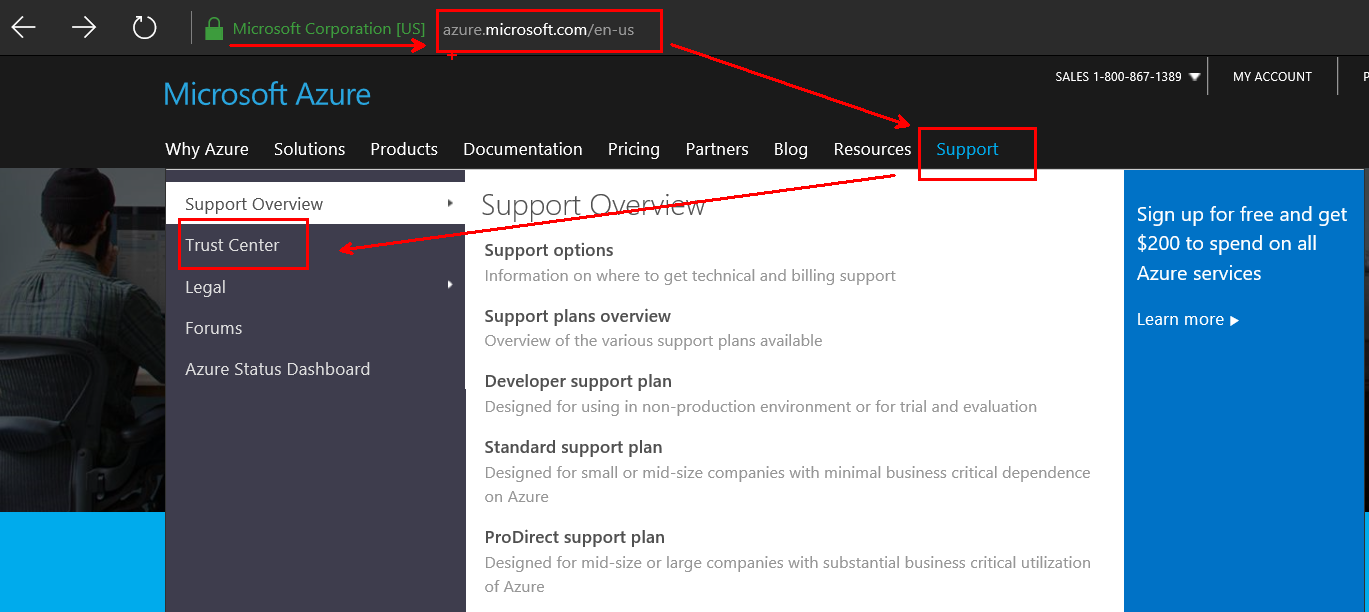 Microsoft Corporation [US] azure.microsoft.com/en-us
SALES 1-800-867-1389 MY ACCOUNT
Microsoft Azure
Why Azure Solutions Products Documentation Pricing Partners Blog Resources Support
Support Overview
Trust Center
Legal
Forums
Azure Status Dashboard
Support Overview
Support options
Information on where to get technical and billing support
Support plans overview
Overview of the various support plans available
Developer support plan
Designed for using in non-production environment or for trial and evaluation
Standard support plan
Designed for small or mid-size companies with minimal business critical dependence
on Azure
ProDirect support plan
Designed for mid-size or large companies with substantial business critical utilization
of Azure
Sign up for free and get
$200 to spend on all
Azure services
Learn more